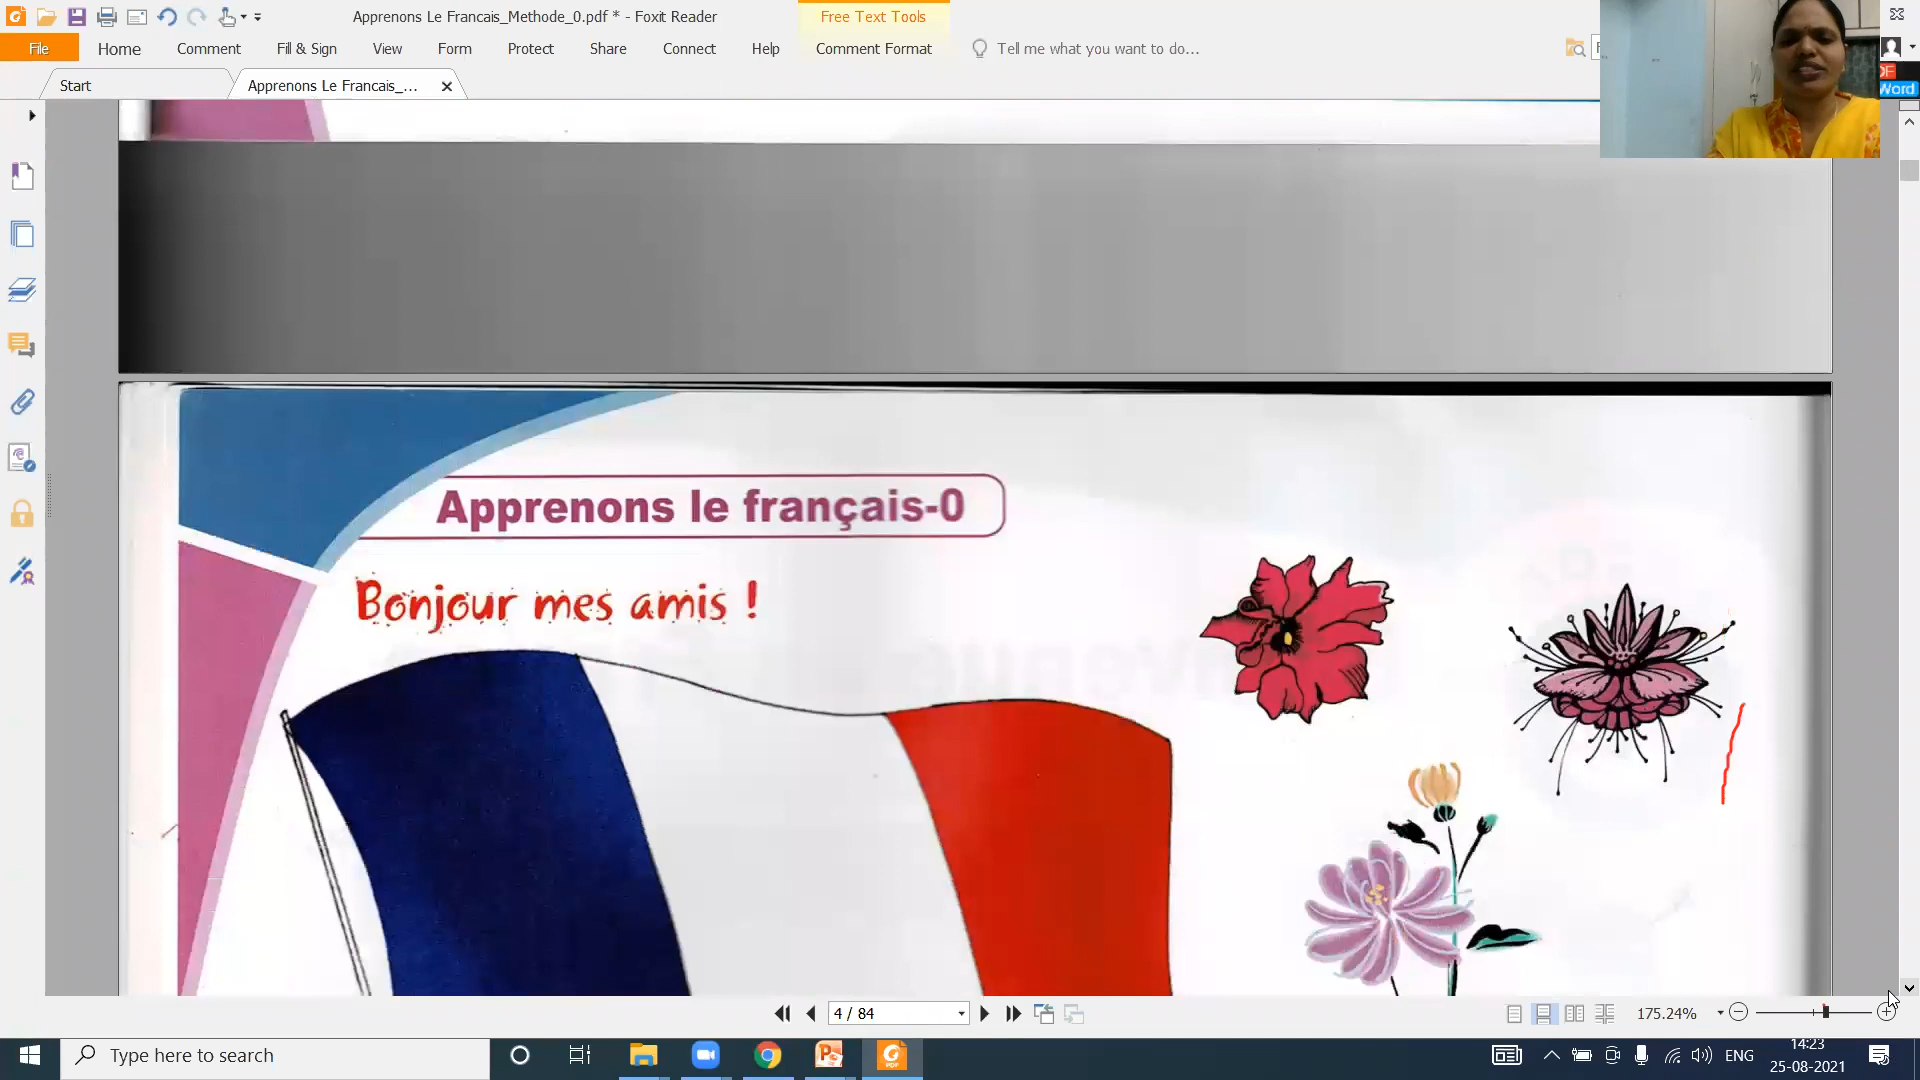 Apprenons Le Francais_Methode_0.pdf * - Foxit Reader
Free Text Tools
File Home Comment Fill & Sign View Form Protect Share Connect Help Comment Format Tell me what you want to do...
Start Apprenons Le Francais_...
Word
Apprenons le français-0
Bonjour mes amis !
4 / 84
175.24%
Type here to search
ENG
14:23
25-08-2021